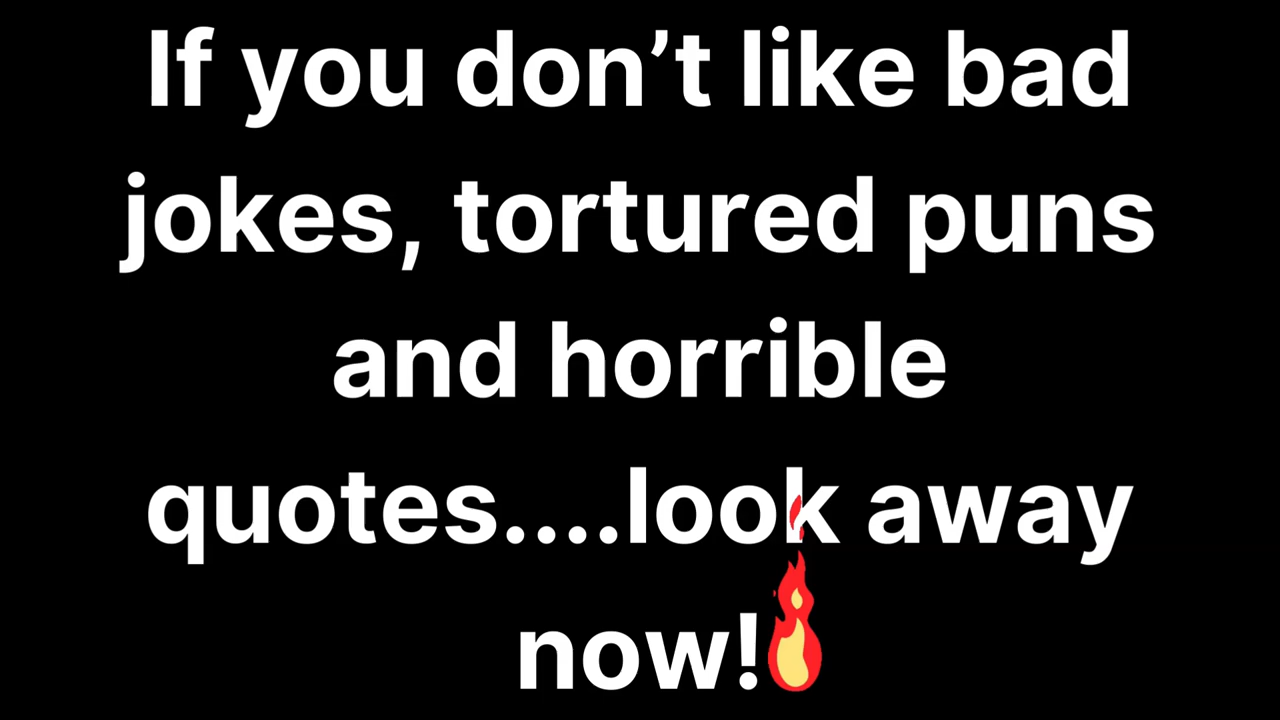 If you don’t like bad
jokes, tortured puns
and horrible
quotes....look away
now!